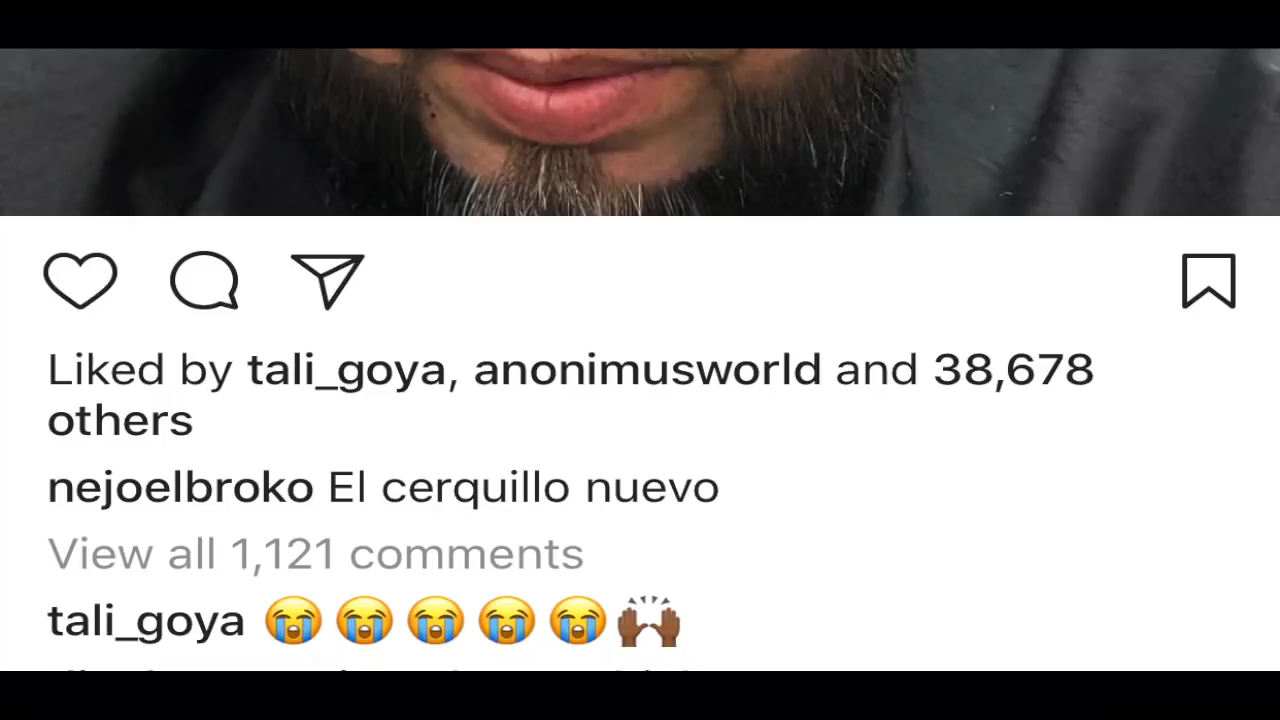 Liked by tali_goya, anonimusworld and 38,678
others
nejoelbroko El cerquillo nuevo
View all 1,121 comments
tali_goya 😭😭😭😭😭🙌🏾